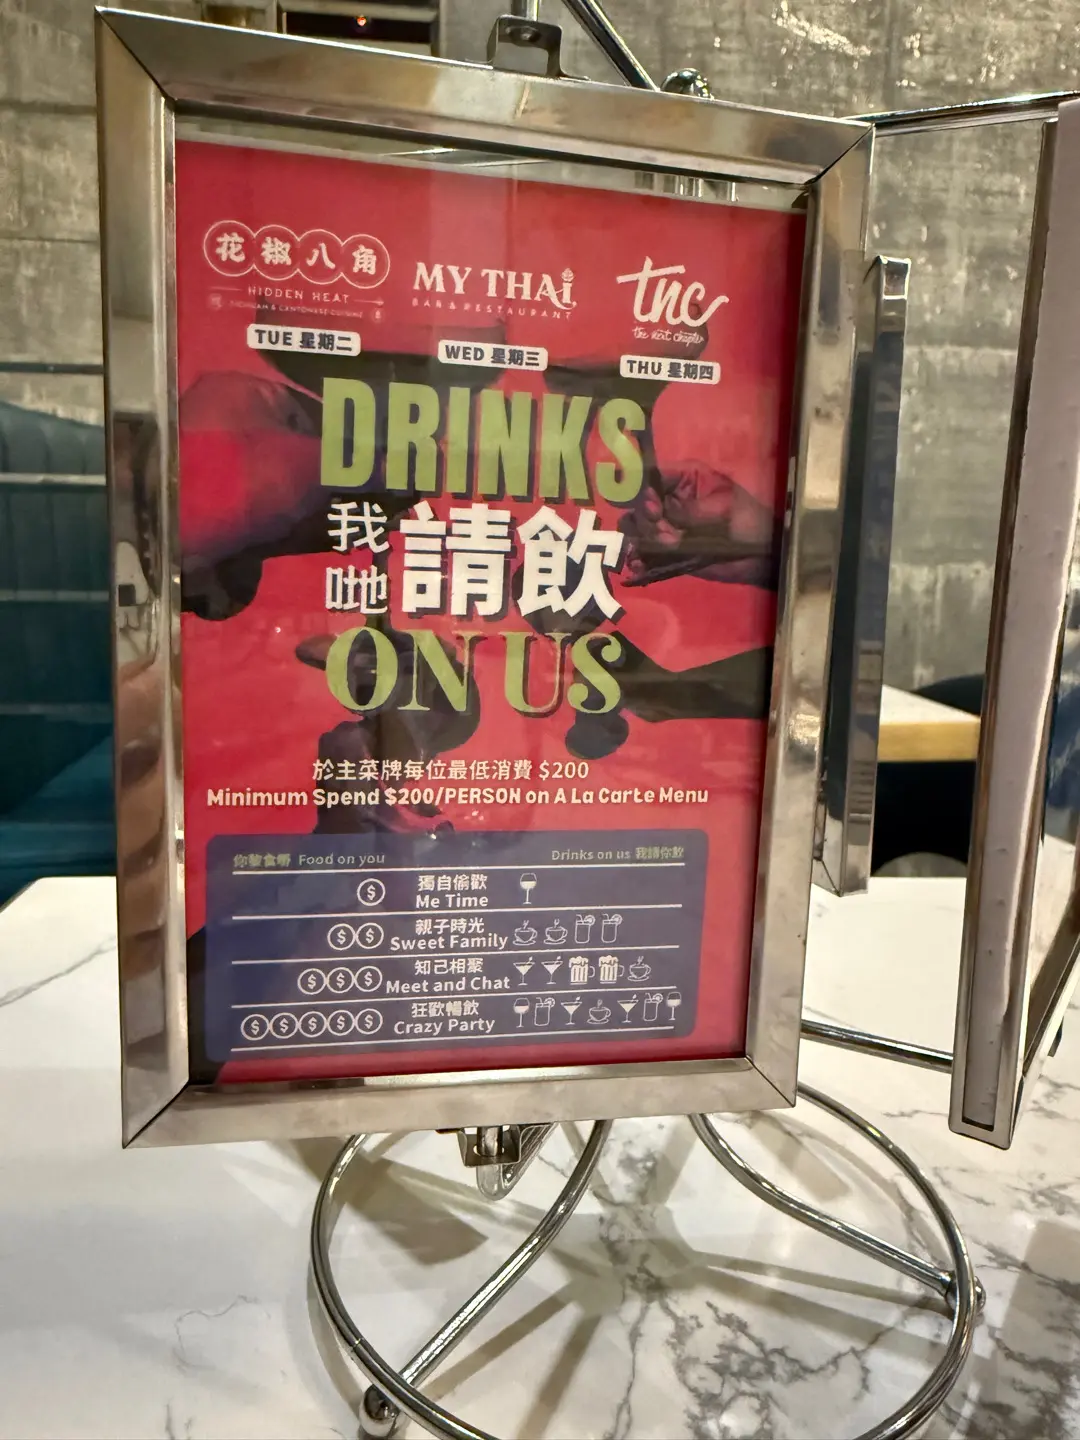 花椒八角
HIDDEN HEAT
SICHUAN & CANTONESE CUISINE
TUE 星期二
MY THAI
BAR & RESTAURANT
WED 星期三
tnc
the next chapter
THU 星期四
DRINKS
我哋請飲
ON US
於主菜牌每位最低消費 $200
Minimum Spend $200/PERSON on A La Carte Menu
Food on you
Drinks on us 我請你飲
$ 獨自偷歡
Me Time
$$ 親子時光
Sweet Family
$$$ 知己相聚
Meet and Chat
$$$$$ 狂歡暢飲
Crazy Party